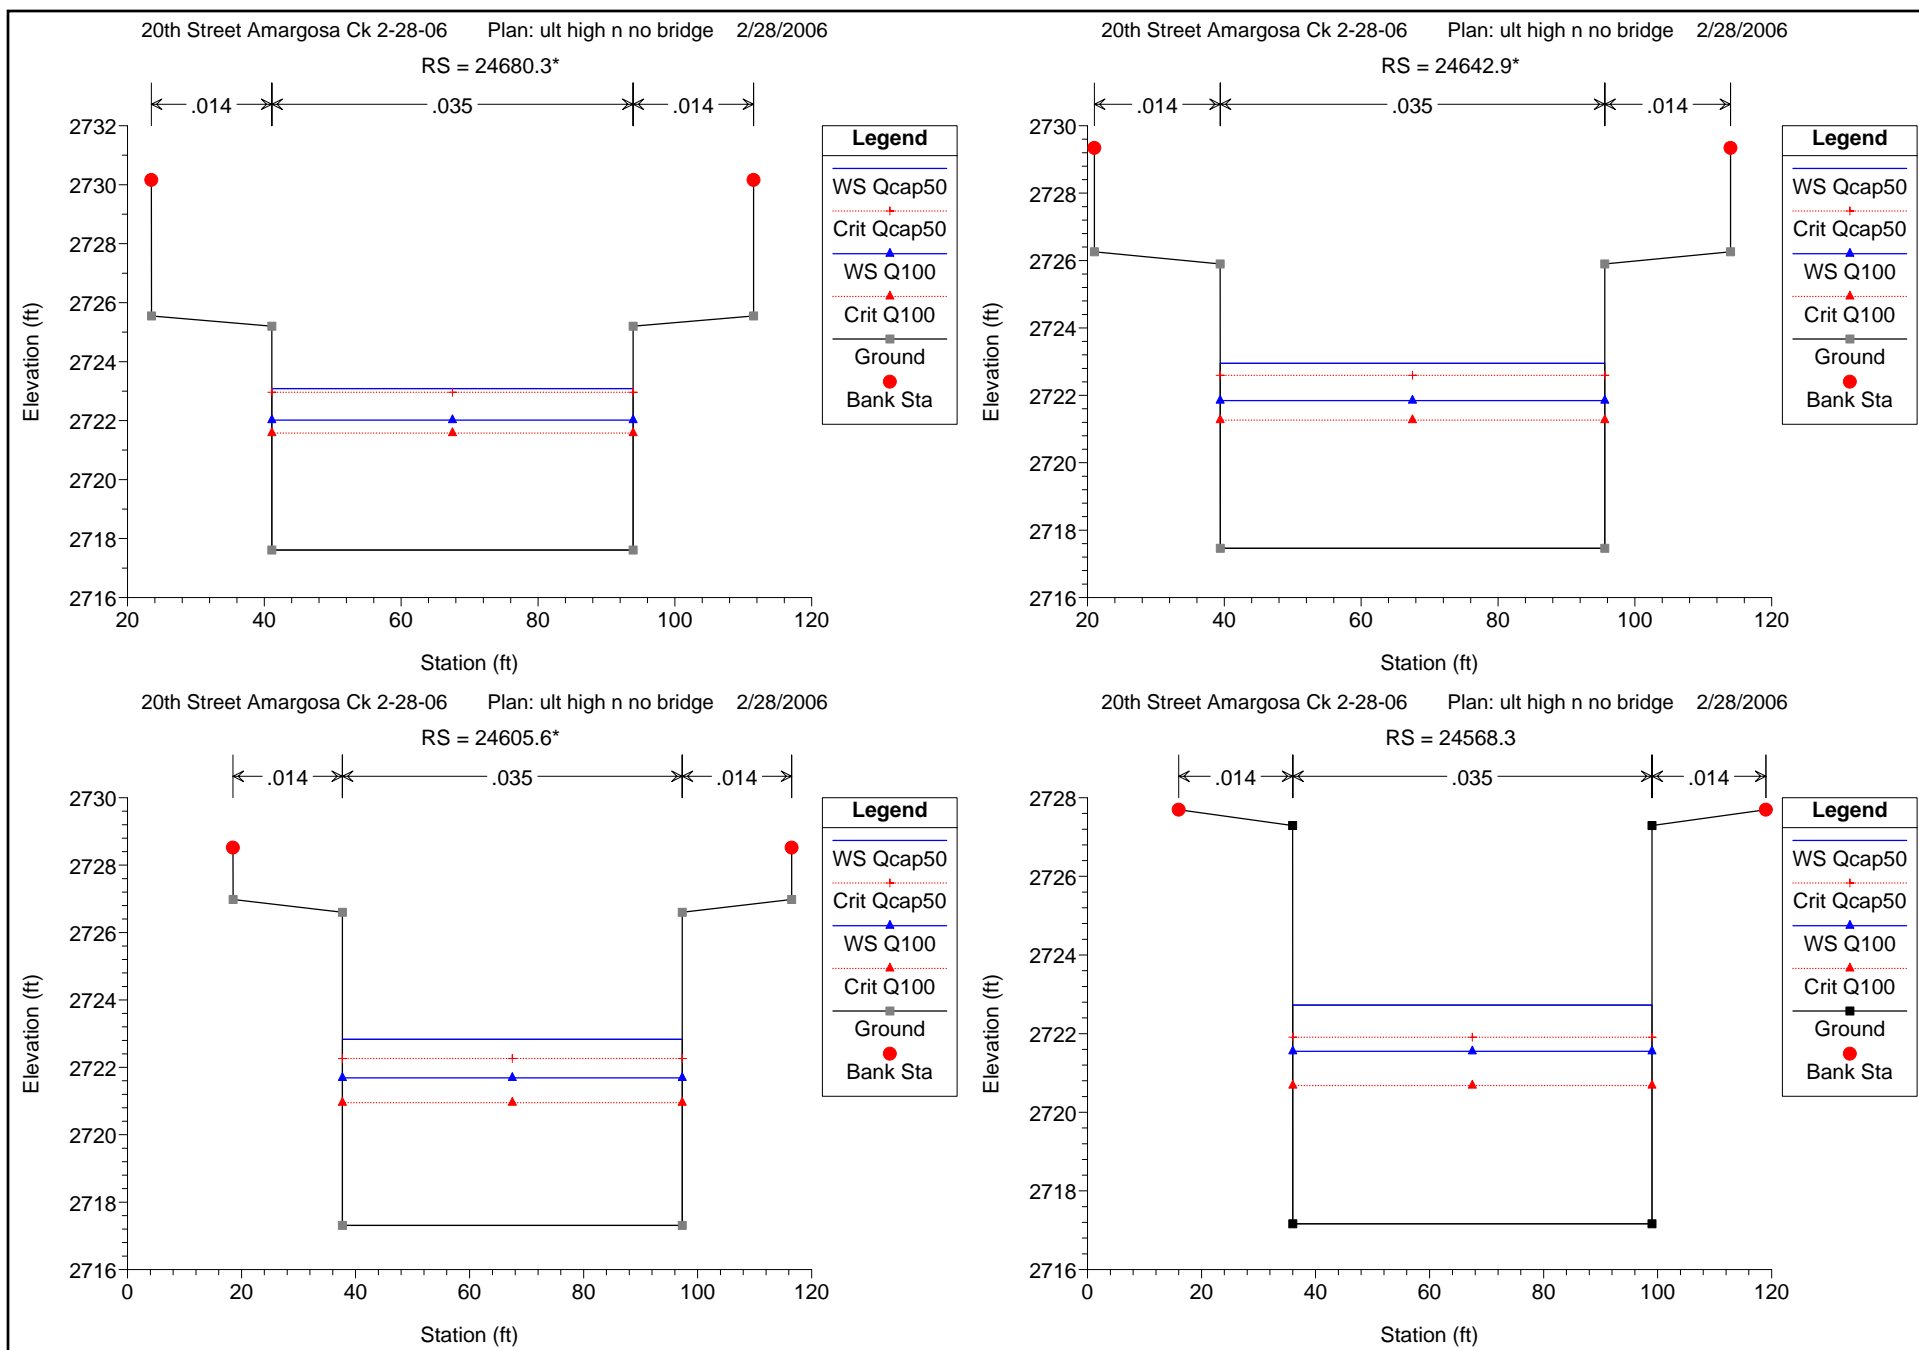 20th Street Amargosa Ck 2-28-06 Plan: ult high n no bridge 2/28/2006
RS = 24680.3*
.014 .035 .014
2732
2730
2728
2726
2724
2722
2720
2718
2716
20 40 60 80 100 120
Station (ft)
Elevation (ft)
Legend
WS Qcap50
Crit Qcap50
WS Q100
Crit Q100
Ground
Bank Sta
20th Street Amargosa Ck 2-28-06 Plan: ult high n no bridge 2/28/2006
RS = 24642.9*
.014 .035 .014
2730
2728
2726
2724
2722
2720
2718
2716
20 40 60 80 100 120
Station (ft)
Elevation (ft)
Legend
WS Qcap50
Crit Qcap50
WS Q100
Crit Q100
Ground
Bank Sta
20th Street Amargosa Ck 2-28-06 Plan: ult high n no bridge 2/28/2006
RS = 24605.6*
.014 .035 .014
2730
2728
2726
2724
2722
2720
2718
2716
0 20 40 60 80 100 120
Station (ft)
Elevation (ft)
Legend
WS Qcap50
Crit Qcap50
WS Q100
Crit Q100
Ground
Bank Sta
20th Street Amargosa Ck 2-28-06 Plan: ult high n no bridge 2/28/2006
RS = 24568.3
.014 .035 .014
2728
2726
2724
2722
2720
2718
2716
0 20 40 60 80 100 120
Station (ft)
Elevation (ft)
Legend
WS Qcap50
Crit Qcap50
WS Q100
Crit Q100
Ground
Bank Sta